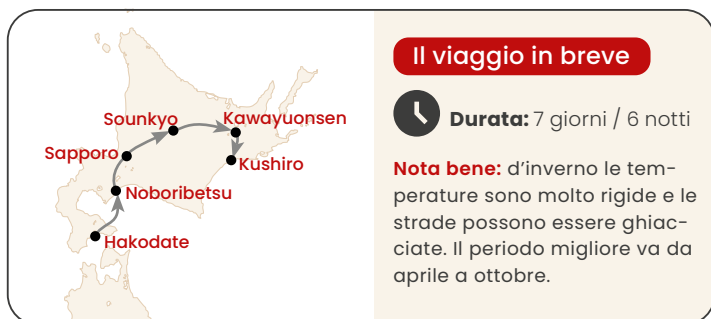 Sounkyo
Kawayuonsen
Sapporo
Kushiro
Noboribetsu
Hakodate
Il viaggio in breve
Durata: 7 giorni / 6 notti
Nota bene: d’inverno le tem-
perature sono molto rigide e le
strade possono essere ghiac-
ciate. Il periodo migliore va da
aprile a ottobre.